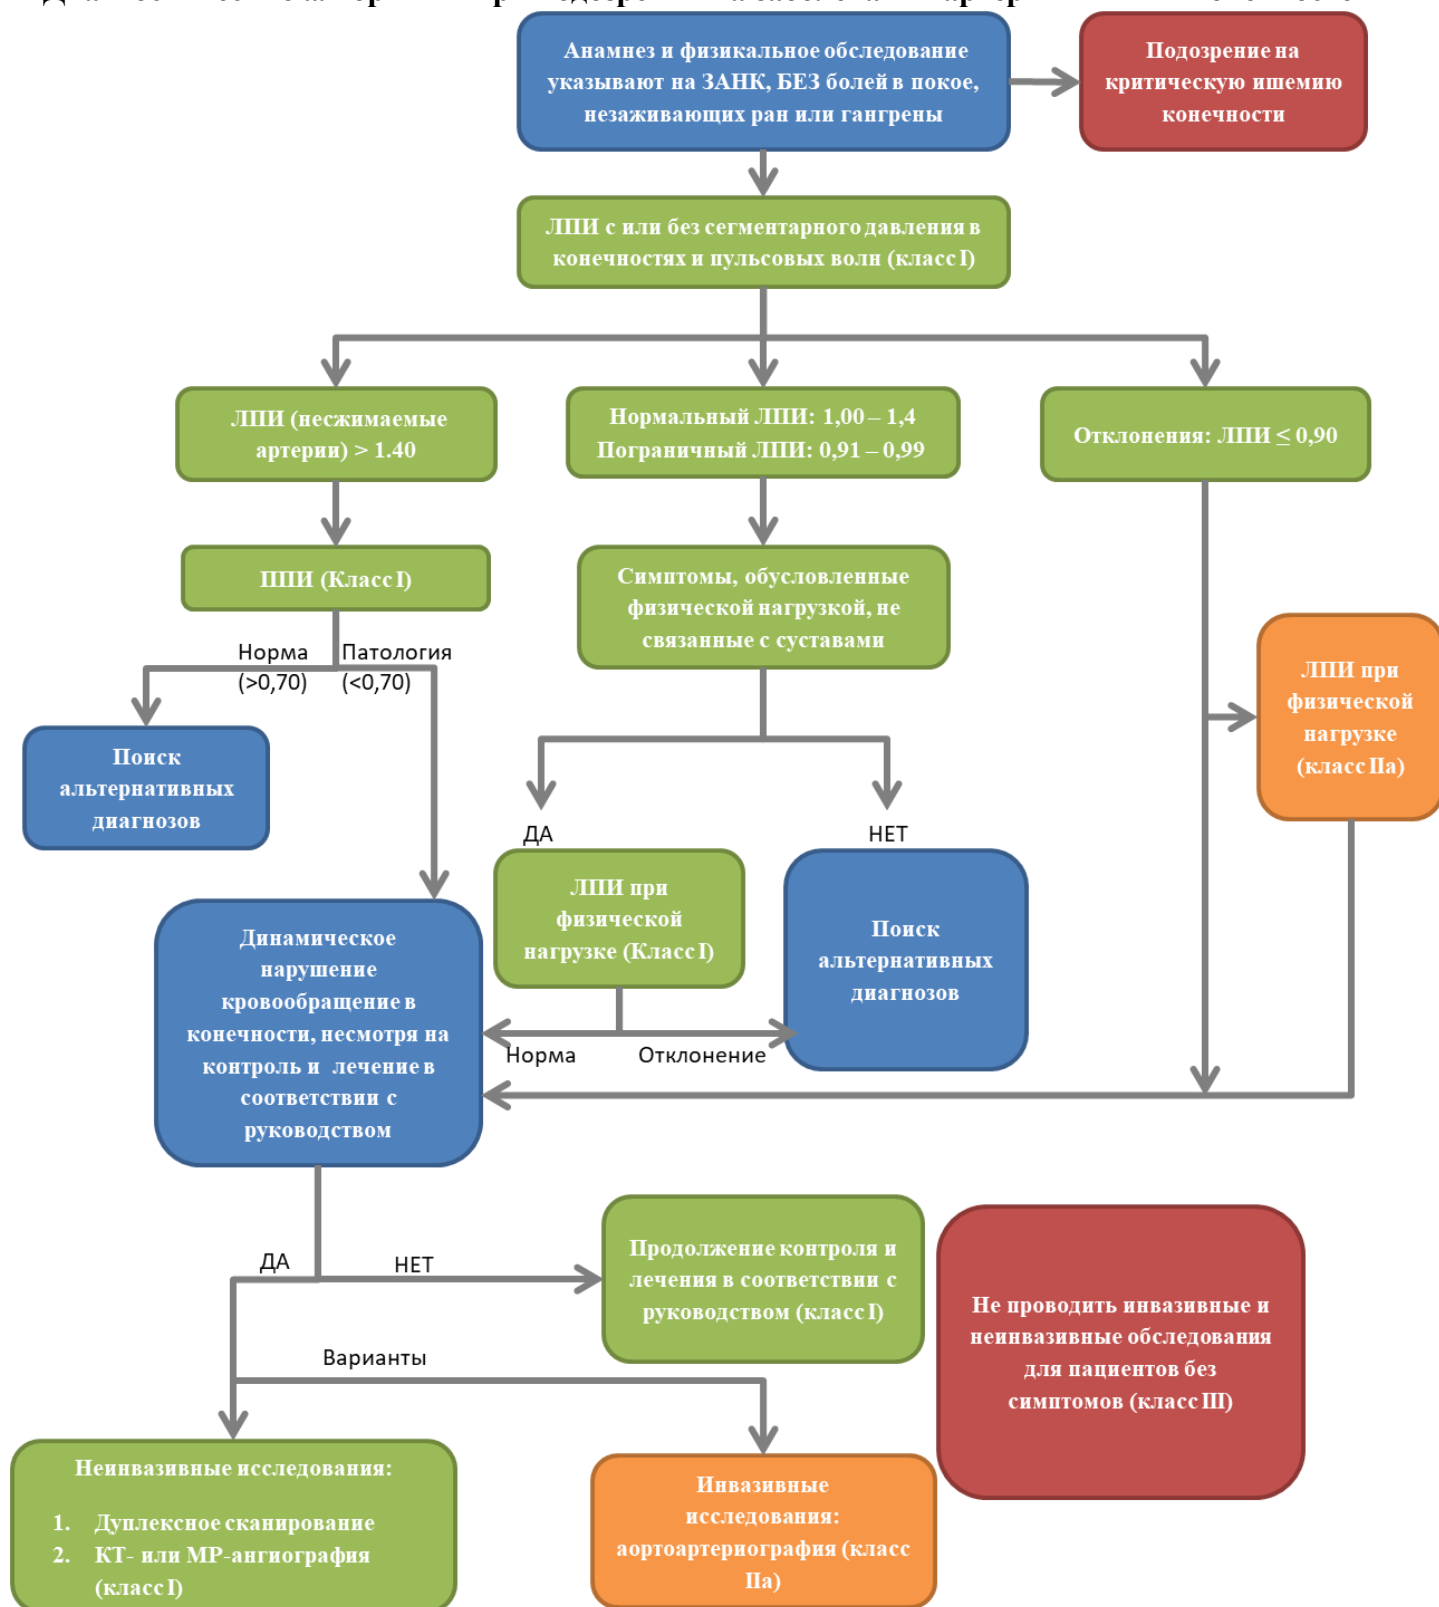 Анамнез и физикальное обследование
указывают на ЗАНК, БЕЗ болей в покое,
незаживающих ран или гангрены
Подозрение на
критическую ишемию
конечности
ЛПИ с или без сегментарного давления в
конечностях и пульсовых волн (класс I)
ЛПИ (несжимаемые
артерии) > 1.40
Нормальный ЛПИ: 1,00 – 1,4
Пограничный ЛПИ: 0,91 – 0,99
Отклонения: ЛПИ ≤ 0,90
ППИ (Класс I)
Симптомы, обусловленные
физической нагрузкой, не
связанные с суставами
Норма
(>0,70)
Патология
(<0,70)
ЛПИ при
физической
нагрузке
(класс IIа)
Поиск
альтернативных
диагнозов
ДА
НЕТ
ЛПИ при
физической
нагрузке (Класс I)
Поиск
альтернативных
диагнозов
Динамическое
нарушение
кровообращение в
конечности, несмотря на
контроль и лечение в
соответствии с
руководством
Норма
Отклонение
ДА
НЕТ
Продолжение контроля и
лечения в соответствии с
руководством (класс I)
Не проводить инвазивные и
неинвазивные обследования
для пациентов без
симптомов (класс III)
Варианты
Неинвазивные исследования:
1. Дуплексное сканирование
2. КТ- или МР-ангиография
(класс I)
Инвазивные
исследования:
аортоартериография (класс
IIа)